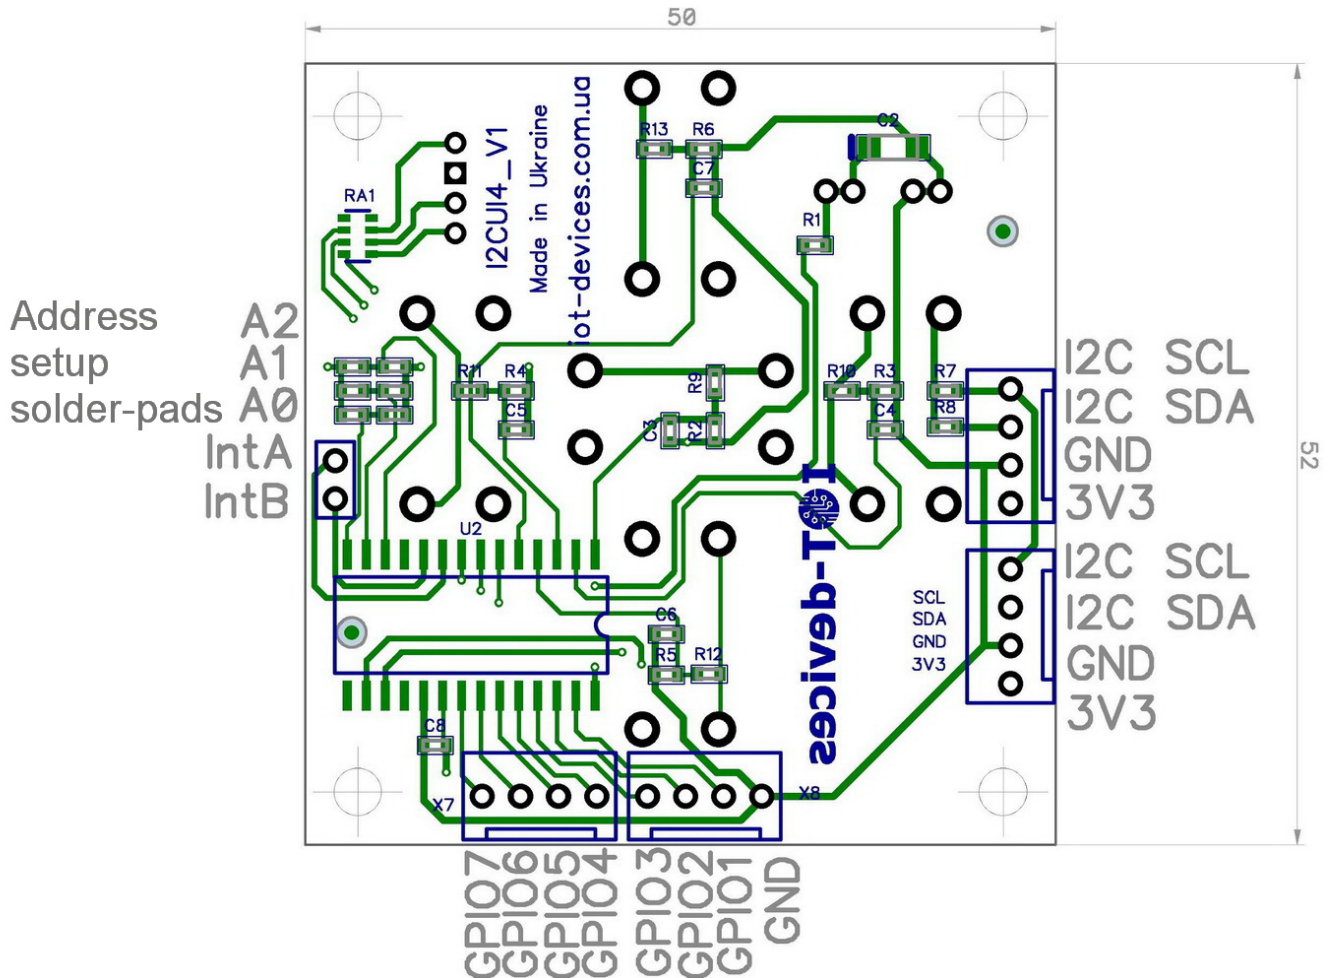 50
52
Address
setup
solder-pads
A2
A1
A0
IntA
IntB
RA1
I2CUI4_V1
Made in Ukraine
iot-devices.com.ua
R13
R6
C7
C2
R1
R11
R4
C5
R9
C3
R2
R10
R3
C4
R7
R8
I2C SCL
I2C SDA
GND
3V3
I2C SCL
I2C SDA
GND
3V3
SCL
SDA
GND
3V3
U2
IOT-devices
C6
R5
R12
C8
X7
X8
GPIO7
GPIO6
GPIO5
GPIO4
GPIO3
GPIO2
GPIO1
GND